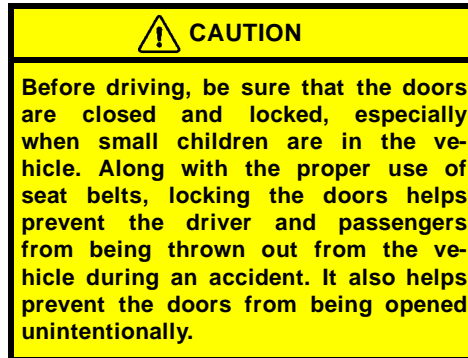 CAUTION
Before driving, be sure that the doors
are closed and locked, especially
when small children are in the ve-
hicle. Along with the proper use of
seat belts, locking the doors helps
prevent the driver and passengers
from being thrown out from the ve-
hicle during an accident. It also helps
prevent the doors from being opened
unintentionally.